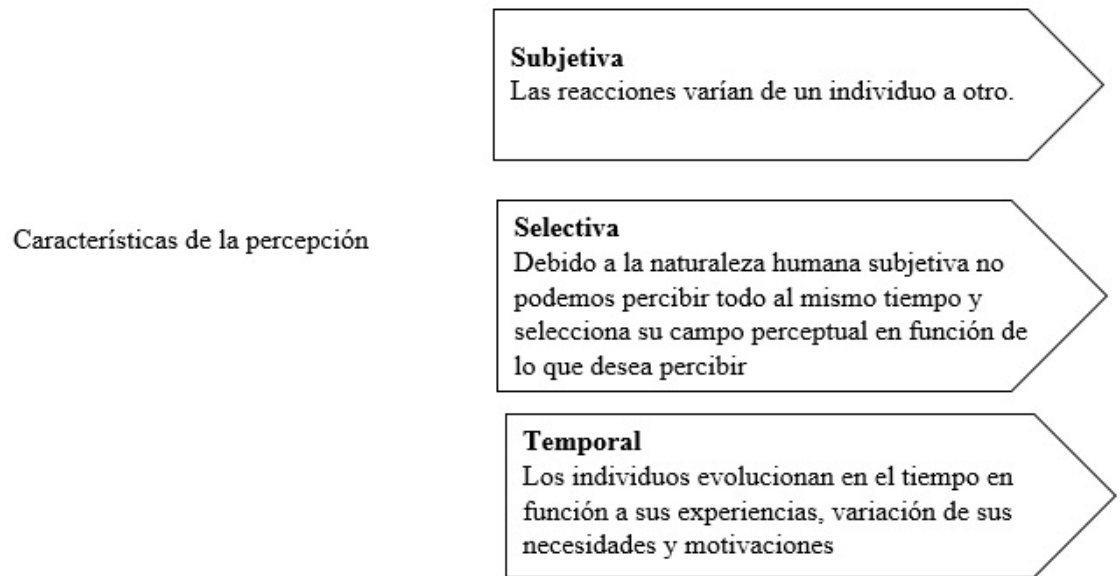 Subjetiva
Las reacciones varían de un individuo a otro.
Características de la percepción
Selectiva
Debido a la naturaleza humana subjetiva no
podemos percibir todo al mismo tiempo y
selecciona su campo perceptual en función de
lo que desea percibir
Temporal
Los individuos evolucionan en el tiempo en
función a sus experiencias, variación de sus
necesidades y motivaciones